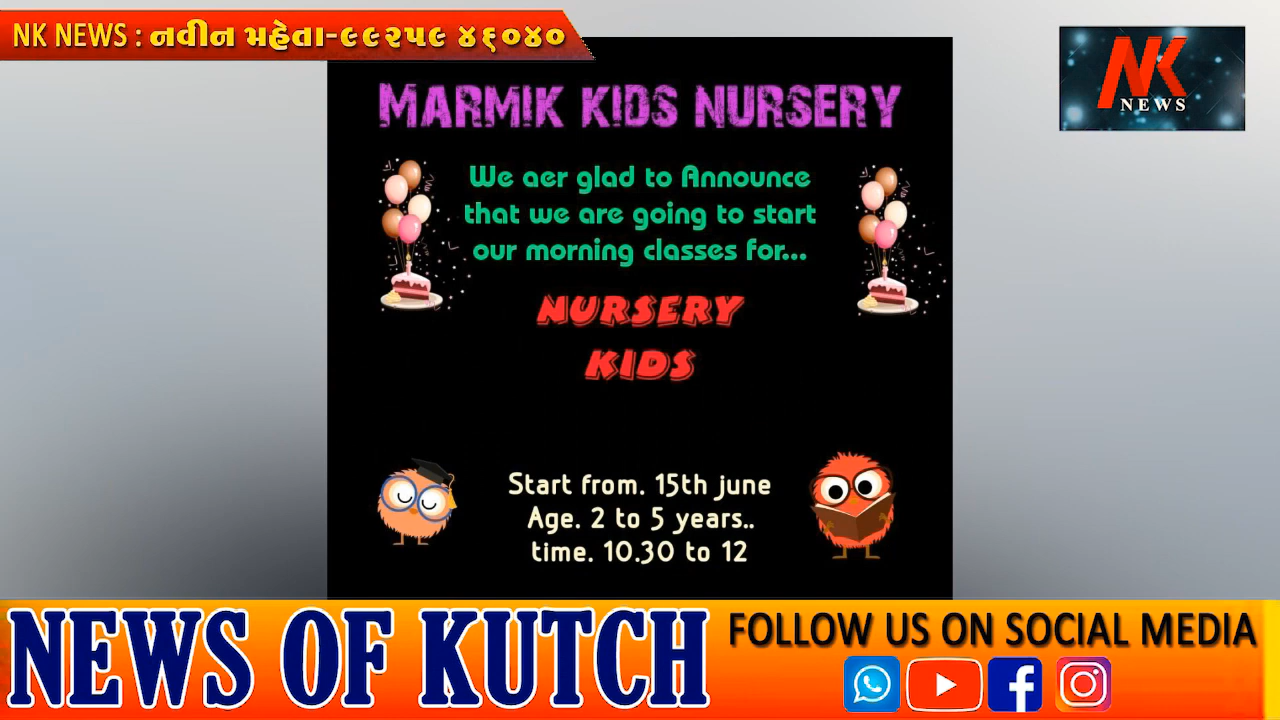 NK NEWS : નવીન મહેતા-૯૯૨૫૯ ૪૬૦૪૦
NK
NEWS
MARMIK KIDS NURSERY
We aer glad to Announce
that we are going to start
our morning classes for...
NURSERY
KIDS
Start from. 15th june
Age. 2 to 5 years..
time. 10.30 to 12
NEWS OF KUTCH
FOLLOW US ON SOCIAL MEDIA